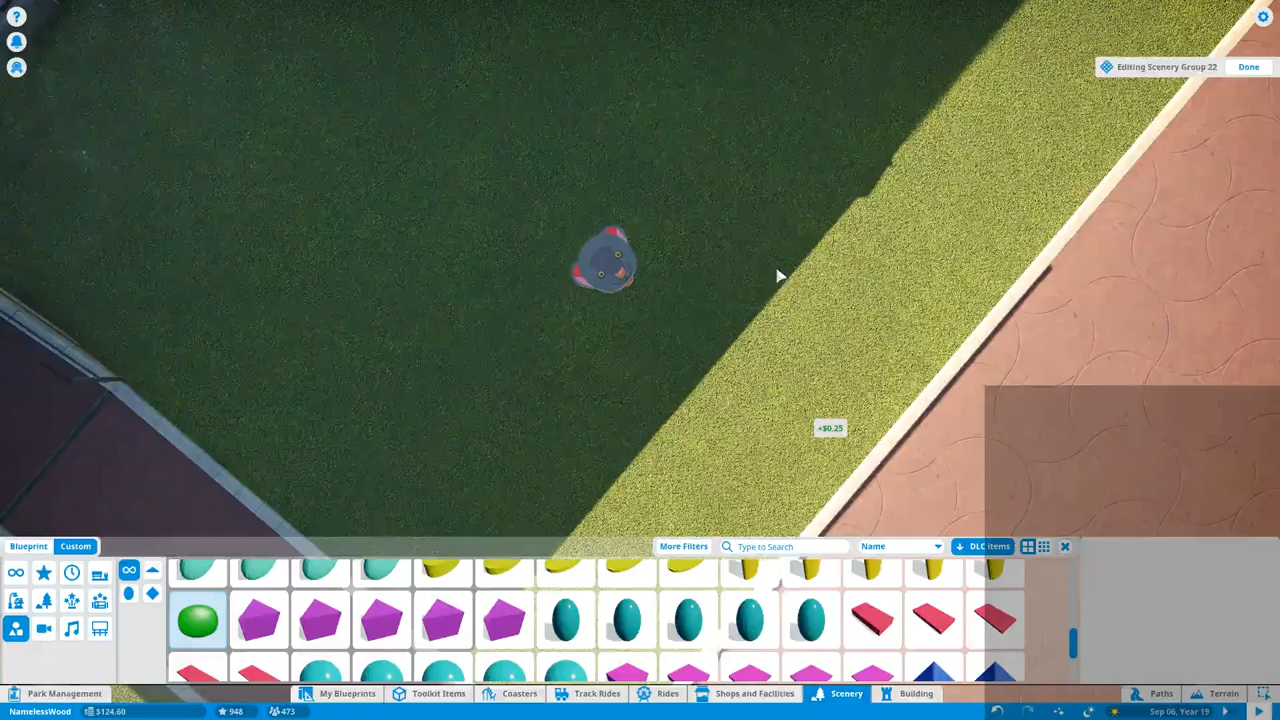 Editing Scenery Group 22
Done
+$0.25
Blueprint
Custom
More Filters
Type to Search
Name
DLC items
Park Management
My Blueprints
Toolkit Items
Coasters
Track Rides
Rides
Shops and Facilities
Scenery
Building
Paths
Terrain
NamelessWood
$124.60
948
473
Sep 06, Year 19